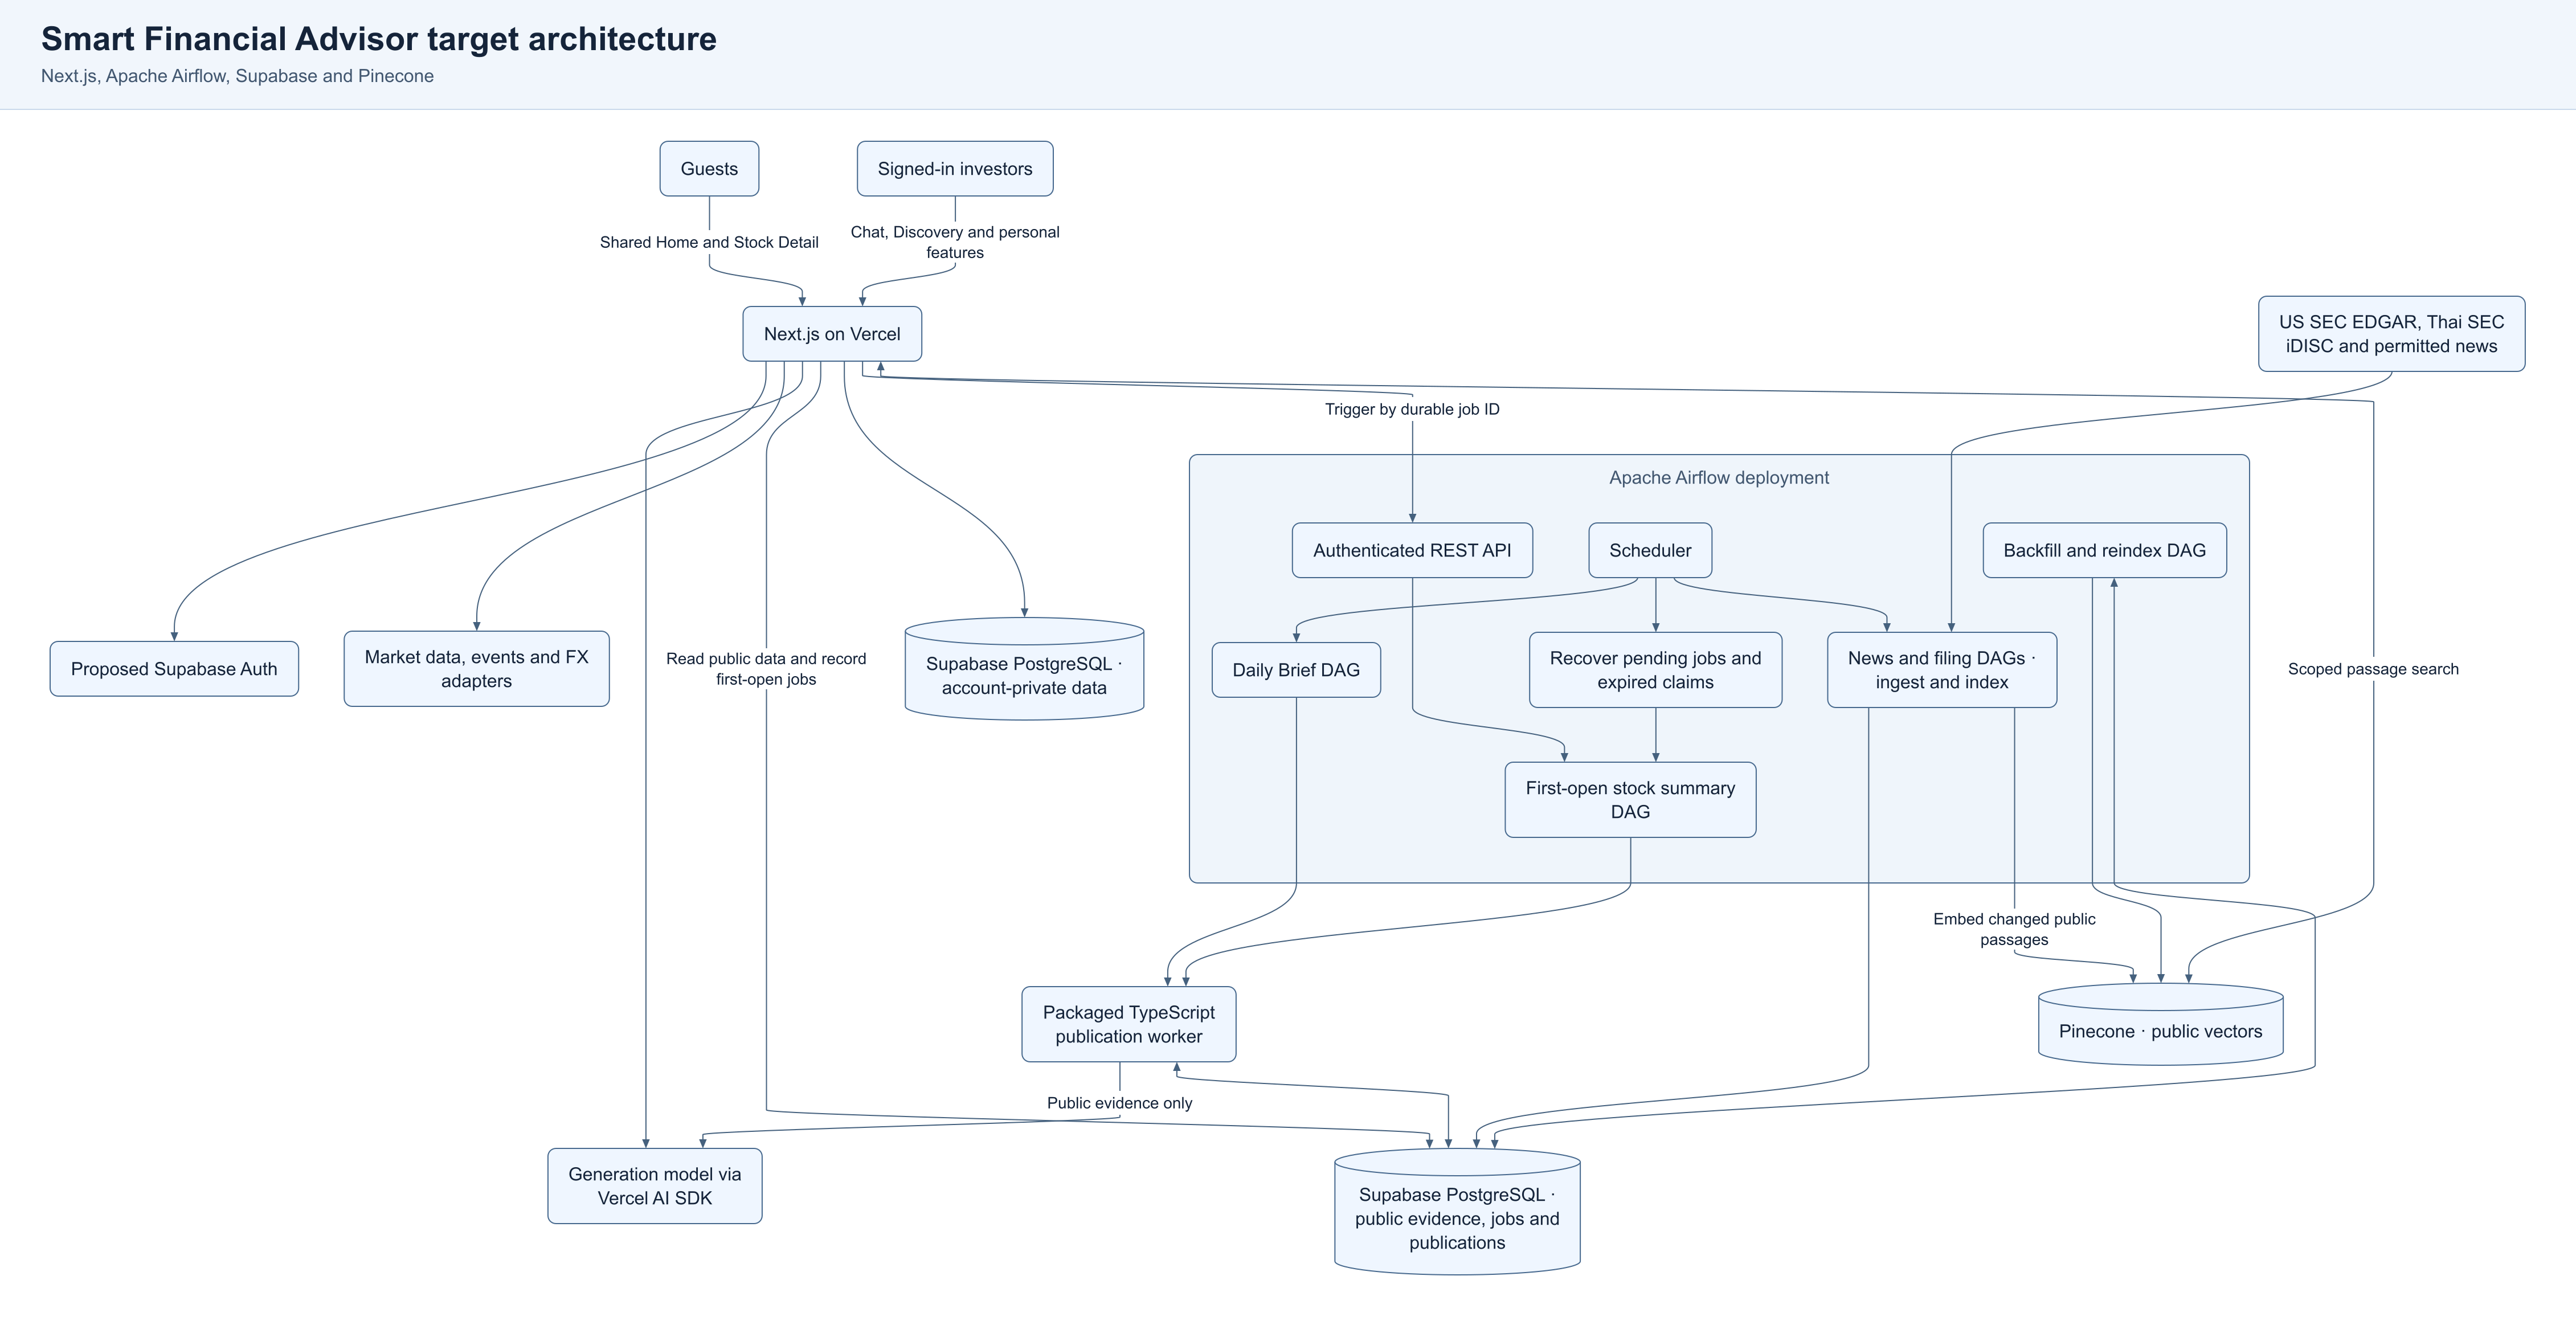 Smart Financial Advisor target architecture
Next.js, Apache Airflow, Supabase and Pinecone
Guests
Signed-in investors
Shared Home and Stock Detail
Chat, Discovery and personal
features
Next.js on Vercel
US SEC EDGAR, Thai SEC
iDISC and permitted news
Trigger by durable job ID
Apache Airflow deployment
Authenticated REST API
Scheduler
Backfill and reindex DAG
Proposed Supabase Auth
Market data, events and FX
adapters
Read public data and record
first-open jobs
Supabase PostgreSQL ·
account-private data
Daily Brief DAG
Recover pending jobs and
expired claims
News and filing DAGs ·
ingest and index
Scoped passage search
First-open stock summary
DAG
Embed changed public
passages
Packaged TypeScript
publication worker
Pinecone · public vectors
Public evidence only
Generation model via
Vercel AI SDK
Supabase PostgreSQL ·
public evidence, jobs and
publications